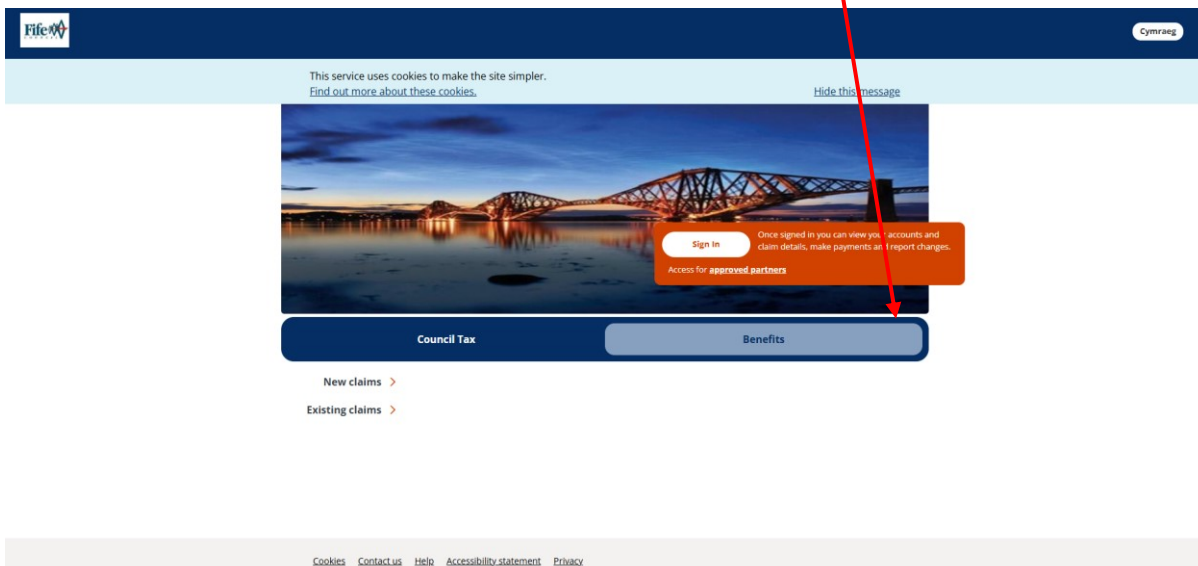 Fife
COUNCIL
Cymraeg
This service uses cookies to make the site simpler.
Find out more about these cookies.
Hide this message
Sign In
Once signed in you can view your accounts and
claim details, make payments and report changes.
Access for approved partners
Council Tax
Benefits
New claims
Existing claims
Cookies Contact us Help Accessibility statement Privacy